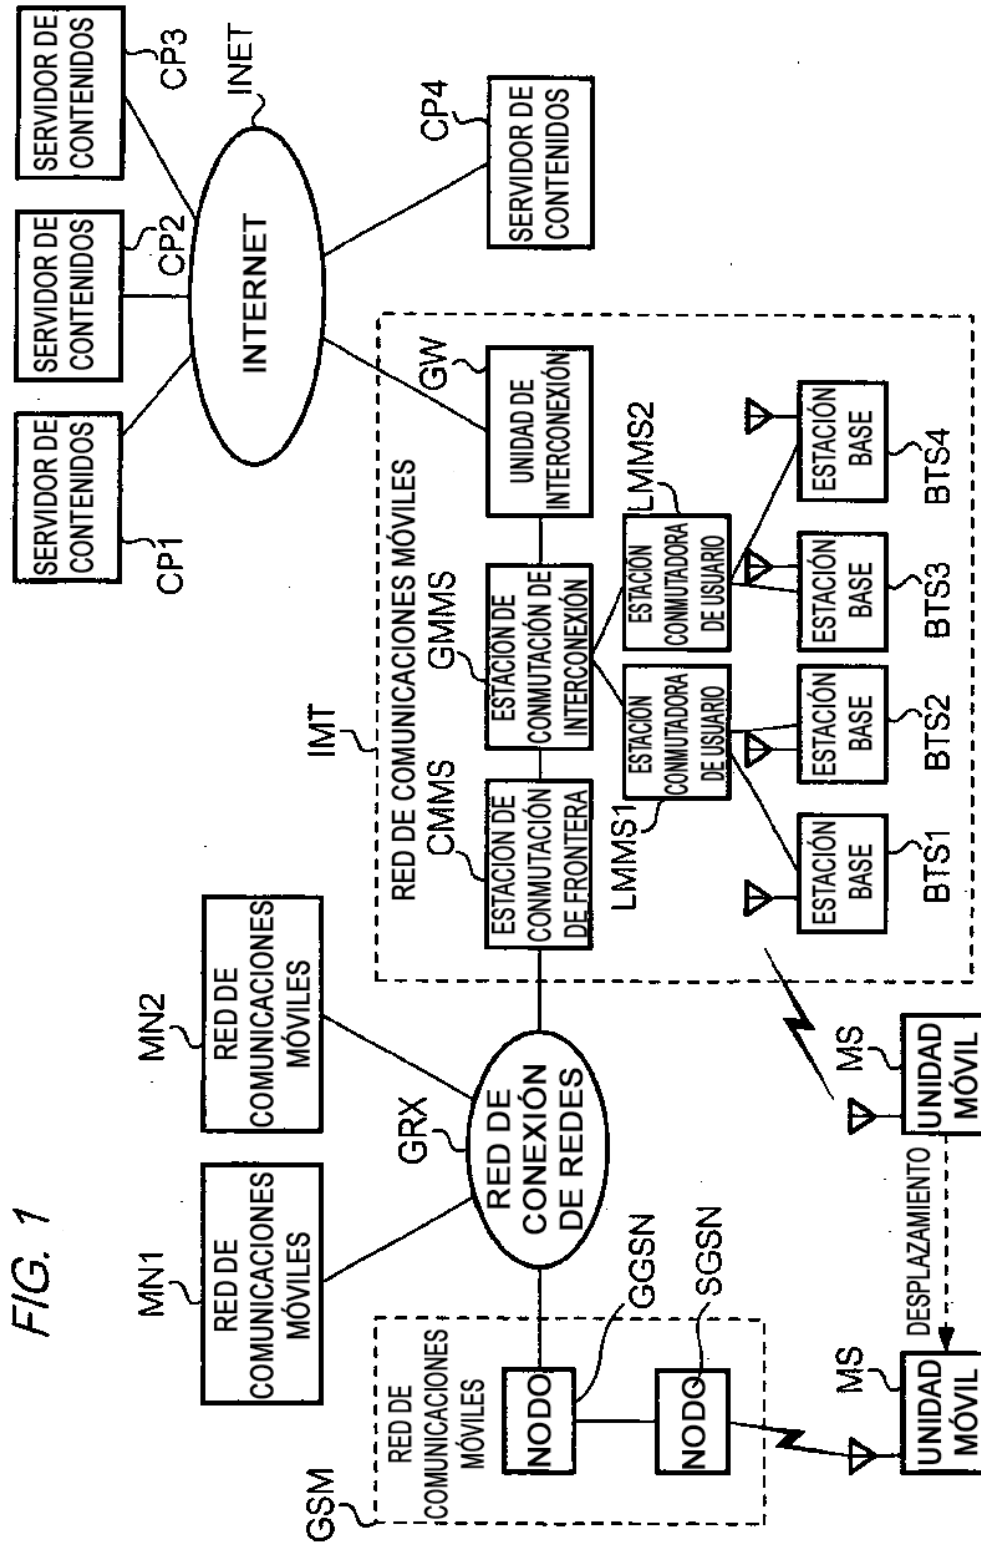 FIG. 1
MN1
RED DE
COMUNICACIONES
MÓVILES
MN2
RED DE
COMUNICACIONES
MÓVILES
GRX
RED DE
CONEXIÓN
DE REDES
GSM
RED DE
COMUNICACIONES
MÓVILES
NODO
GGSN
NODO
SGSN
MS
UNIDAD
MÓVIL
DESPLAZAMIENTO
MS
UNIDAD
MÓVIL
SERVIDOR DE
CONTENIDOS
CP1
SERVIDOR DE
CONTENIDOS
CP2
SERVIDOR DE
CONTENIDOS
CP3
INTERNET
INET
CP4
SERVIDOR DE
CONTENIDOS
IMT
RED DE COMUNICACIONES MÓVILES
CMMS
ESTACION DE
CONMUTACIÓN
DE FRONTERA
GMMS
ESTACION DE
CONMUTACIÓN DE
INTERCONEXIÓN
GW
UNIDAD DE
INTERCONEXIÓN
LMMS1
ESTACION
CONMUTADORA
DE USUARIO
LMMS2
ESTACION
CONMUTADORA
DE USUARIO
ESTACIÓN
BASE
BTS1
ESTACIÓN
BASE
BTS2
ESTACIÓN
BASE
BTS3
ESTACIÓN
BASE
BTS4